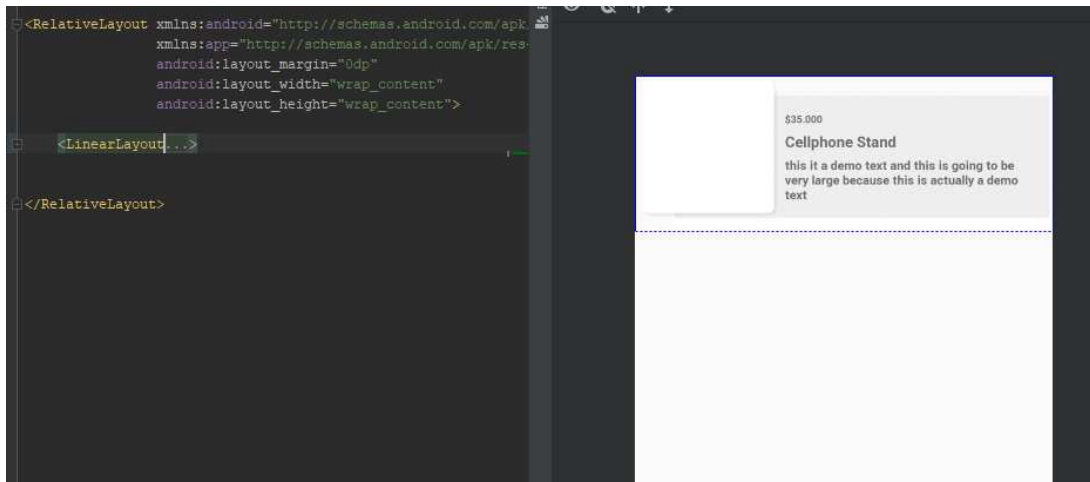 <RelativeLayout xmlns:android="http://schemas.android.com/apk
xmlns:app="http://schemas.android.com/apk/res-
android:layout_margin="0dp"
android:layout_width="wrap_content"
android:layout_height="wrap_content">
<LinearLayout...>
</RelativeLayout>
$35.000
Cellphone Stand
this it a demo text and this is going to be
very large because this is actually a demo
text